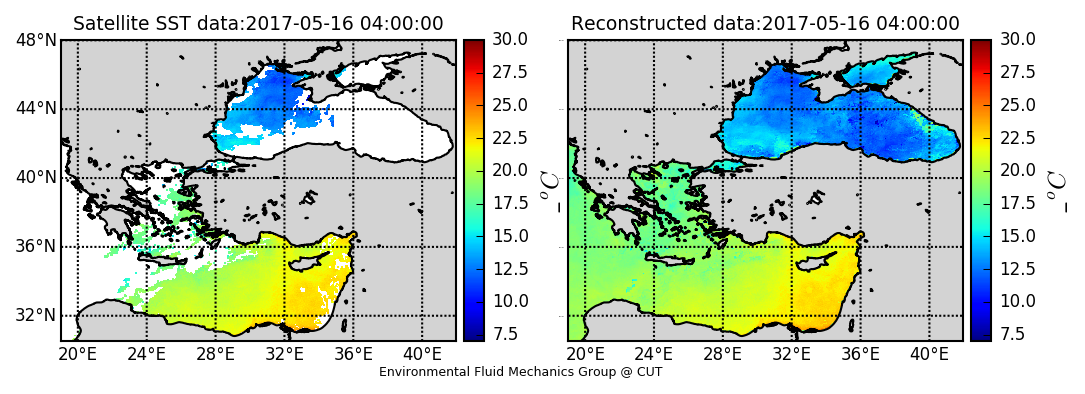 Satellite SST data:2017-05-16 04:00:00
48°N
44°N
40°N
36°N
32°N
20°E 24°E 28°E 32°E 36°E 40°E
30.0
27.5
25.0
22.5
20.0
17.5
15.0
12.5
10.0
7.5
_°C
Reconstructed data:2017-05-16 04:00:00
20°E 24°E 28°E 32°E 36°E 40°E
30.0
27.5
25.0
22.5
20.0
17.5
15.0
12.5
10.0
7.5
_°C
Environmental Fluid Mechanics Group @ CUT